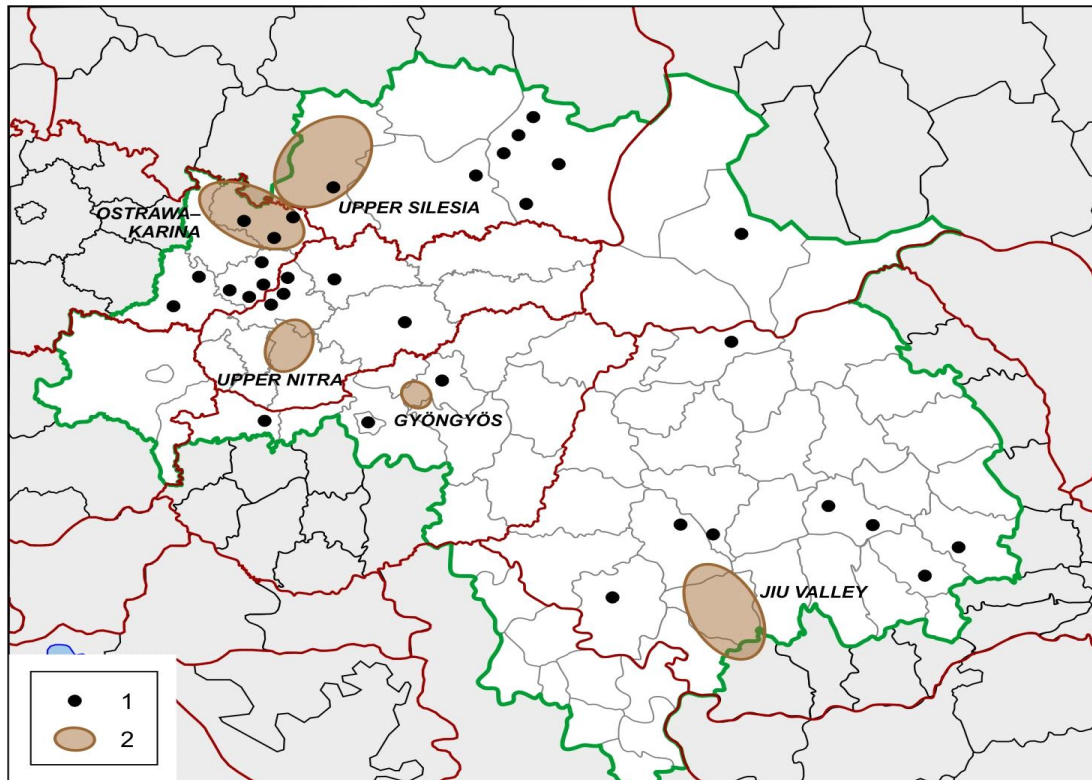 UPPER SILESIA
OSTRAWA–
KARINA
UPPER NITRA
GYÖNGYÖS
JIU VALLEY
1
2